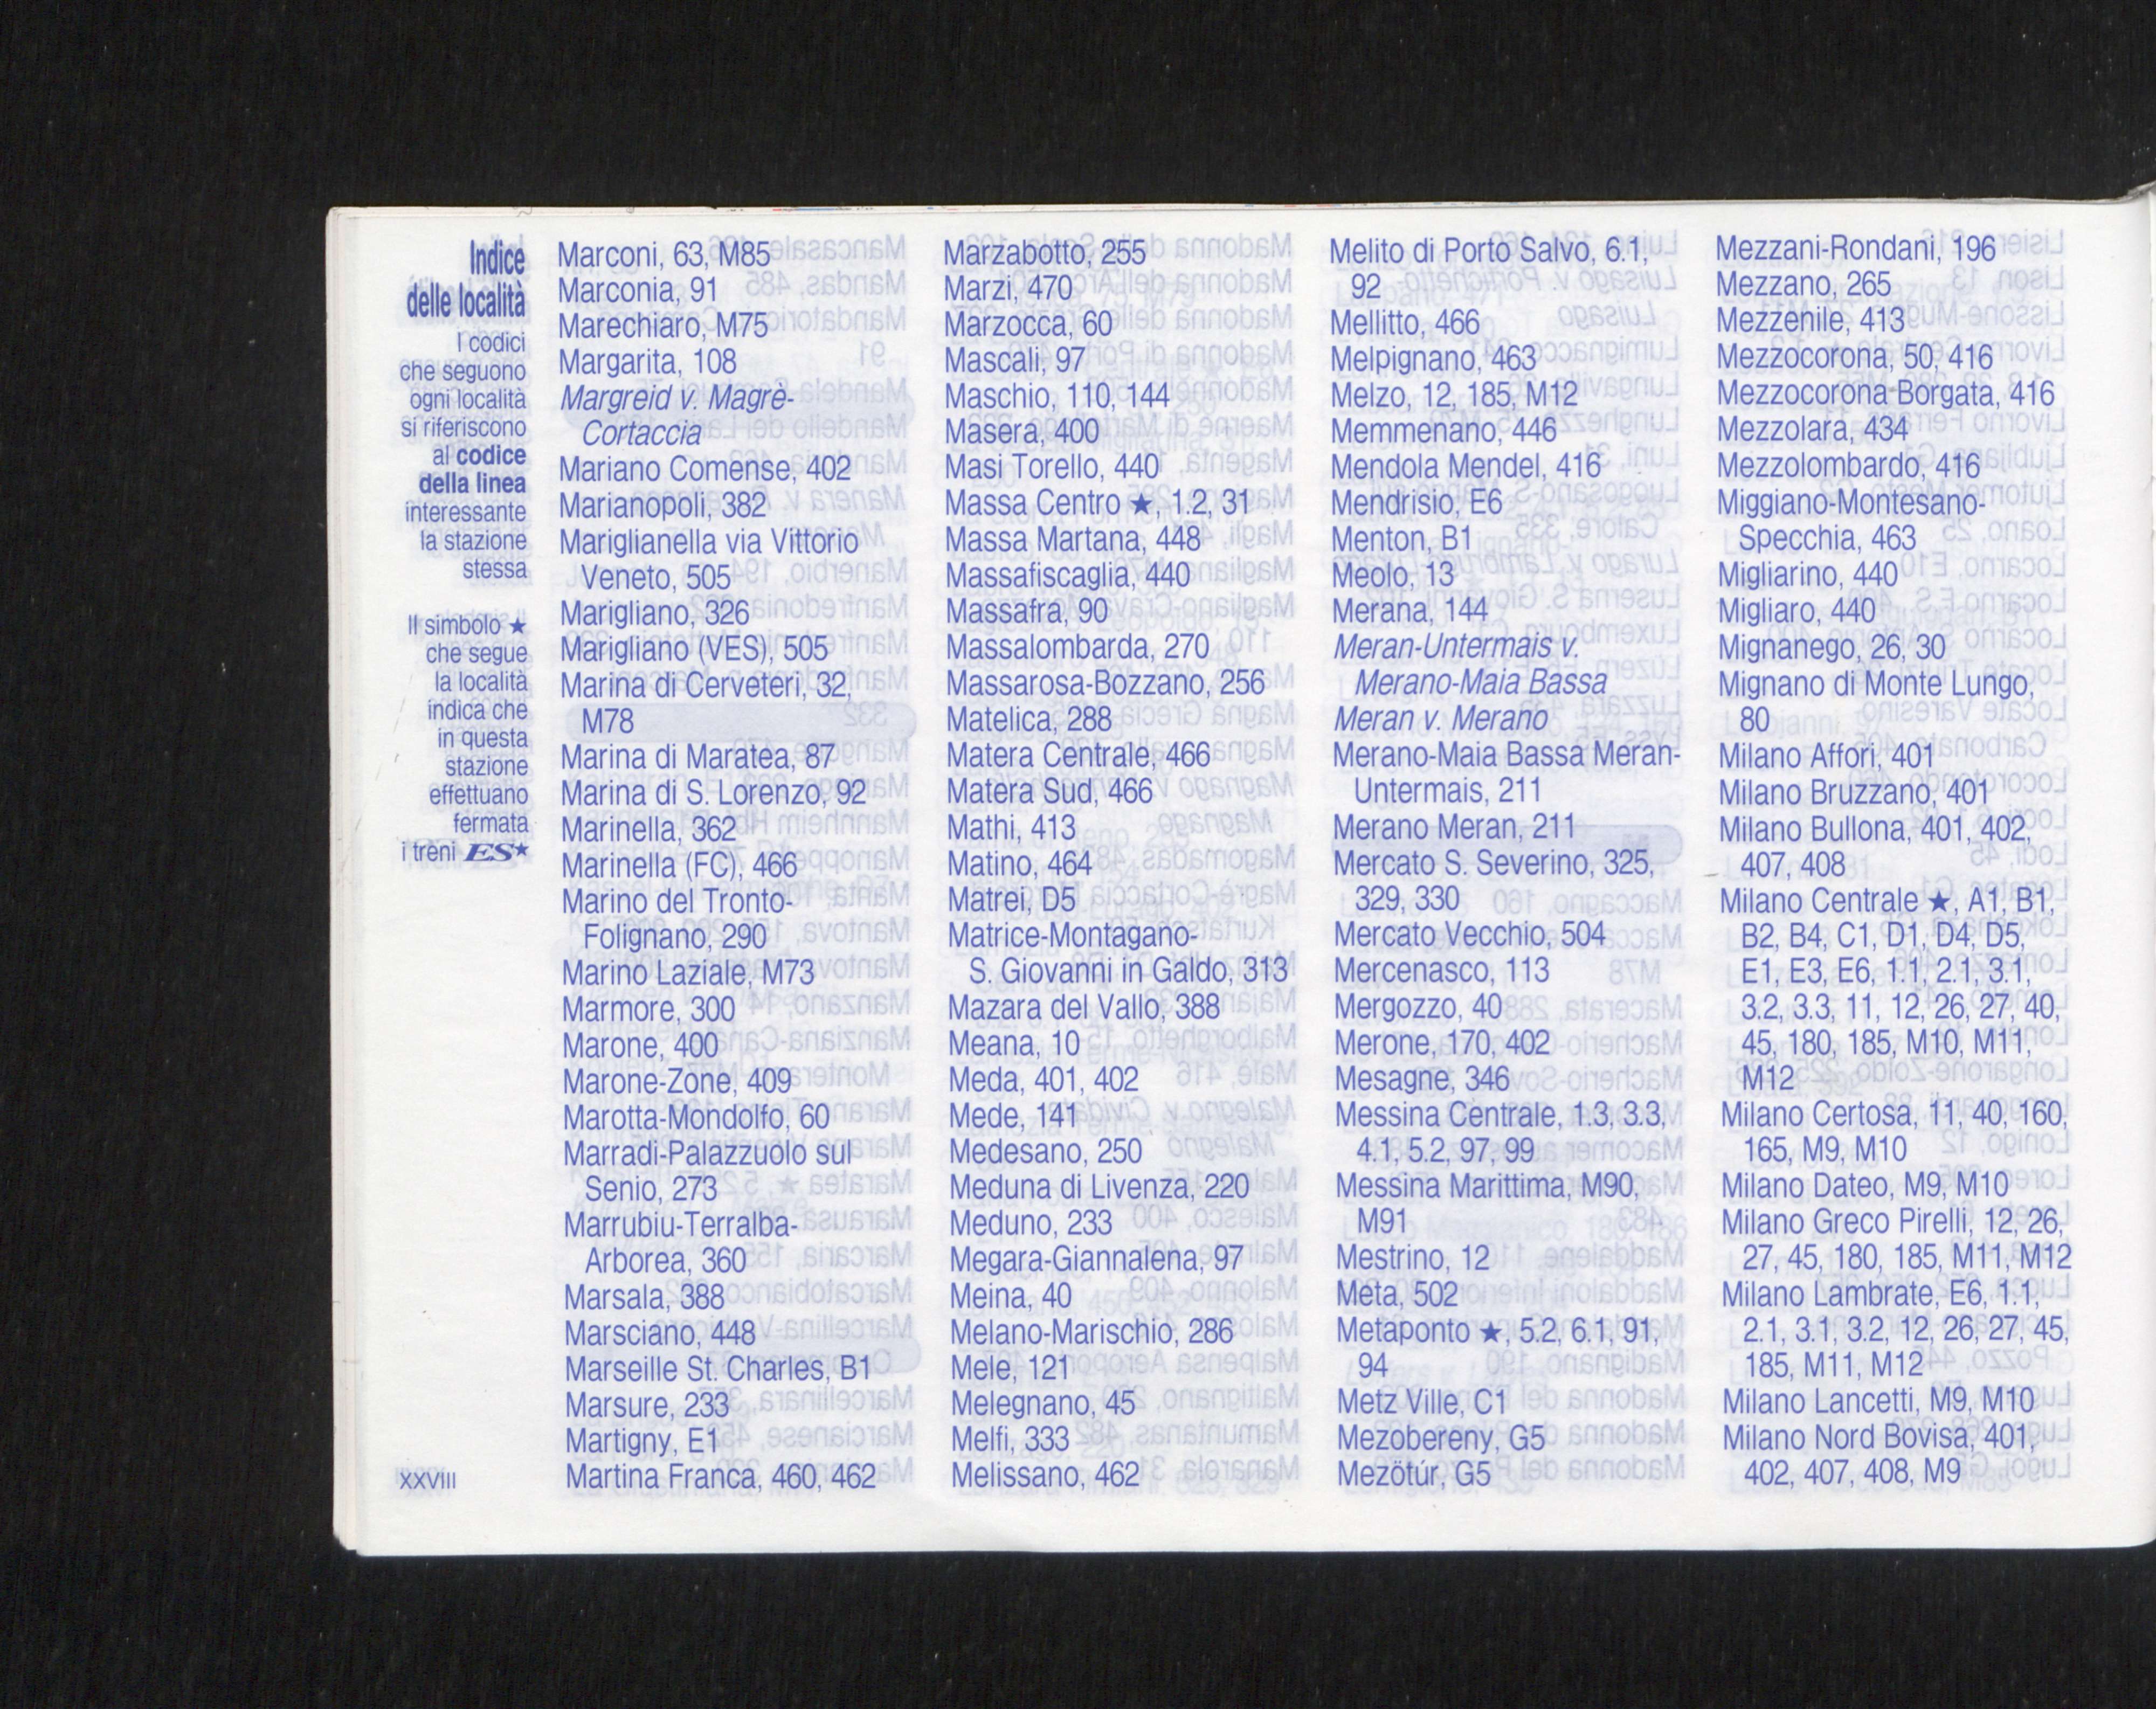 Indice
delle località
I codici
che seguono
ogni località
si riferiscono
al codice
della linea
interessante
la stazione
stessa
Il simbolo ★
che segue
la località
indica che
in questa
stazione
effettuano
fermata
i treni ES★
XXVIII
Marconi, 63, M85
Marconia, 91
Marechiaro, M75
Margarita, 108
Margreid v. Magrè-
Cortaccia
Mariano Comense, 402
Marianopoli, 382
Mariglianella via Vittorio
Veneto, 505
Marigliano, 326
Marigliano (VES), 505
Marina di Cerveteri, 32,
M78
Marina di Maratea, 87
Marina di S. Lorenzo, 92
Marinella, 362
Marinella (FC), 466
Marino del Tronto-
Folignano, 290
Marino Laziale, M73
Marmore, 300
Marone, 400
Marone-Zone, 409
Marotta-Mondolfo, 60
Marradi-Palazzuolo sul
Senio, 273
Marrubiu-Terralba-
Arborea, 360
Marsala, 388
Marsciano, 448
Marseille St. Charles, B1
Marsure, 233
Martigny, E1
Martina Franca, 460, 462
Marzabotto, 255
Marzi, 470
Marzocca, 60
Mascali, 97
Maschio, 110, 144
Masera, 400
Masi Torello, 440
Massa Centro ★, 1.2, 31
Massa Martana, 448
Massafiscaglia, 440
Massafra, 90
Massalombarda, 270
Massarosa-Bozzano, 256
Matelica, 288
Matera Centrale, 466
Matera Sud, 466
Mathi, 413
Matino, 464
Matrei, D5
Matrice-Montagano-
S. Giovanni in Galdo, 313
Mazara del Vallo, 388
Meana, 10
Meda, 401, 402
Mede, 141
Medesano, 250
Meduna di Livenza, 220
Meduno, 233
Megara-Giannalena, 97
Meina, 40
Melano-Marischio, 286
Mele, 121
Melegnano, 45
Melfi, 333
Melissano, 462
Melito di Porto Salvo, 6.1,
92
Mellitto, 466
Melpignano, 463
Melzo, 12, 185, M12
Memmenano, 446
Mendola Mendel, 416
Mendrisio, E6
Menton, B1
Meolo, 13
Merana, 144
Meran-Untermais v.
Merano-Maia Bassa
Meran v. Merano
Merano-Maia Bassa Meran-
Untermais, 211
Merano Meran, 211
Mercato S. Severino, 325,
329, 330
Mercato Vecchio, 504
Mercenasco, 113
Mergozzo, 40
Merone, 170, 402
Mesagne, 346
Messina Centrale, 1.3, 3.3,
4.1, 5.2, 97, 99
Messina Marittima, M90,
M91
Mestrino, 12
Meta, 502
Metaponto ★, 5.2, 6.1, 91,
94
Metz Ville, C1
Mezobereny, G5
Mezötúr, G5
Mezzani-Rondani, 196
Mezzano, 265
Mezzenile, 413
Mezzocorona, 50, 416
Mezzocorona-Borgata, 416
Mezzolara, 434
Mezzolombardo, 416
Miggiano-Montesano-
Specchia, 463
Migliarino, 440
Migliaro, 440
Mignanego, 26, 30
Mignano di Monte Lungo,
80
Milano Affori, 401
Milano Bruzzano, 401
Milano Bullona, 401, 402,
407, 408
Milano Centrale ★, A1, B1,
B2, B4, C1, D1, D4, D5,
E1, E3, E6, 1.1, 2.1, 3.1,
3.2, 3.3, 11, 12, 26, 27, 40,
45, 180, 185, M10, M11,
M12
Milano Certosa, 11, 40, 160,
165, M9, M10
Milano Dateo, M9, M10
Milano Greco Pirelli, 12, 26,
27, 45, 180, 185, M11, M12
Milano Lambrate, E6, 1.1,
2.1, 3.1, 3.2, 12, 26, 27, 45,
185, M11, M12
Milano Lancetti, M9, M10
Milano Nord Bovisa, 401,
402, 407, 408, M9